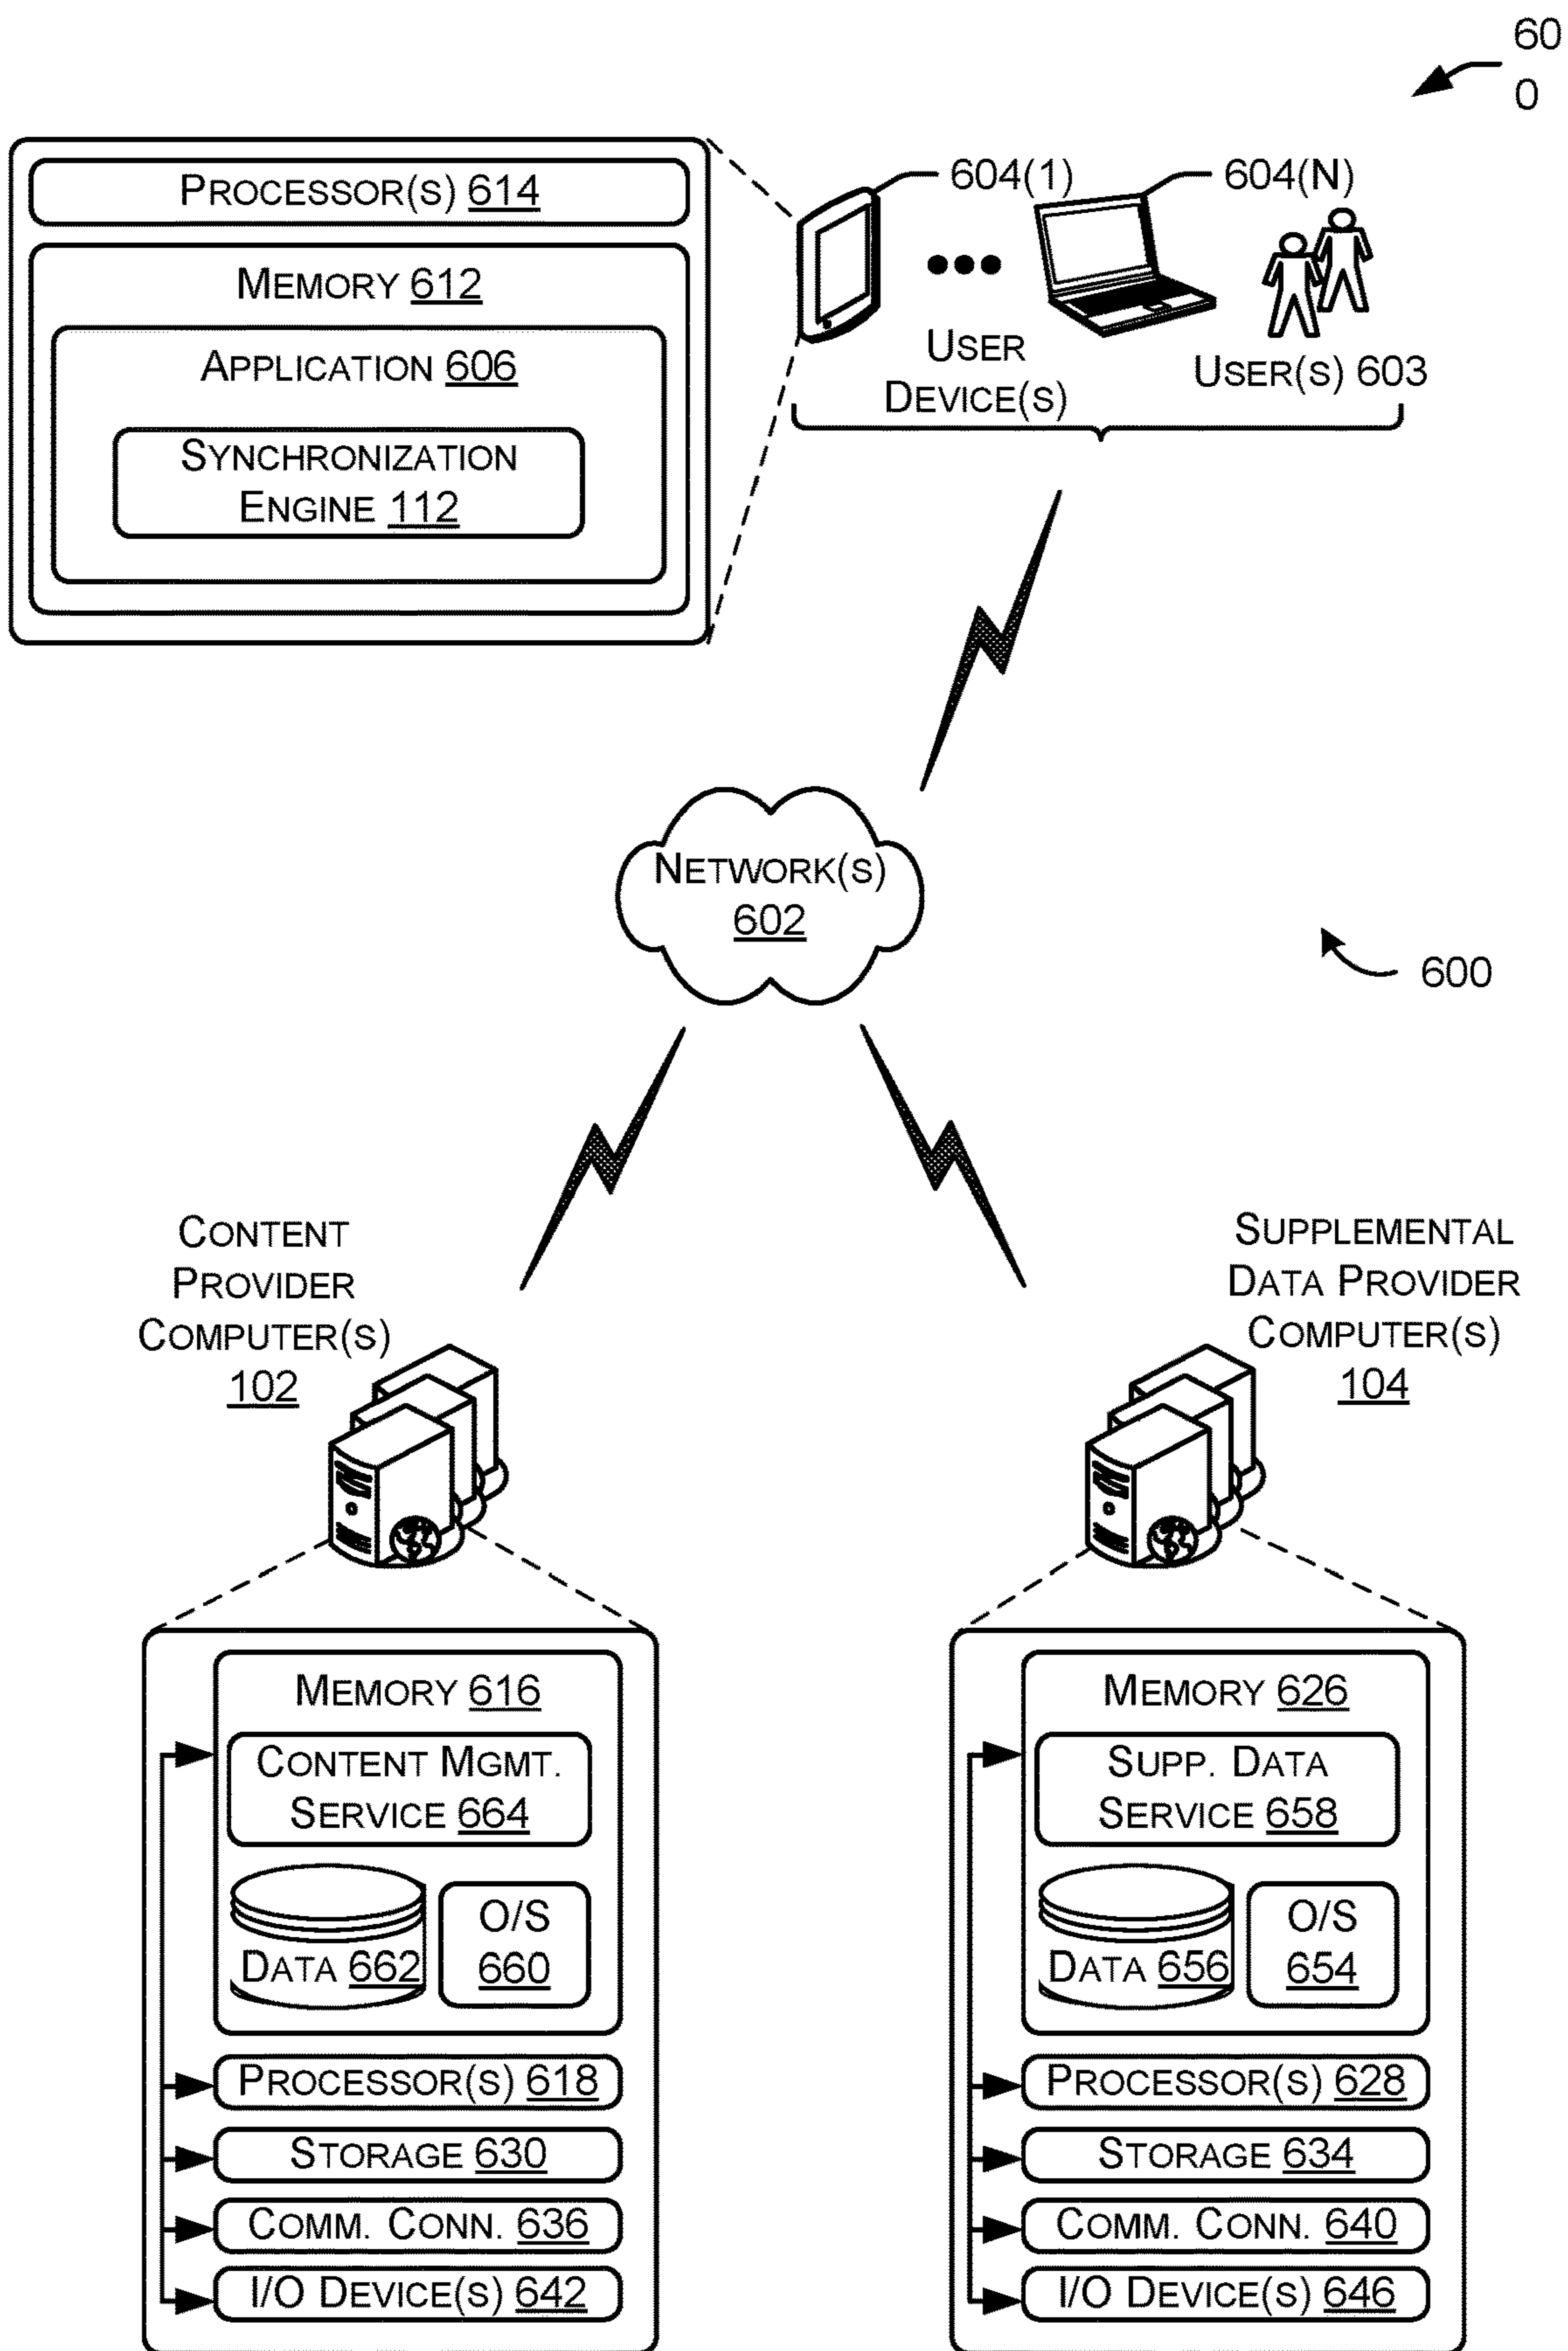 60
0
PROCESSOR(S) 614
MEMORY 612
APPLICATION 606
SYNCHRONIZATION
ENGINE 112
604(1)
604(N)
USER
DEVICE(S)
USER(S) 603
NETWORK(S)
602
600
CONTENT
PROVIDER
COMPUTER(S)
102
SUPPLEMENTAL
DATA PROVIDER
COMPUTER(S)
104
MEMORY 616
CONTENT MGMT.
SERVICE 664
DATA 662
O/S
660
PROCESSOR(S) 618
STORAGE 630
COMM. CONN. 636
I/O DEVICE(S) 642
MEMORY 626
SUPP. DATA
SERVICE 658
DATA 656
O/S
654
PROCESSOR(S) 628
STORAGE 634
COMM. CONN. 640
I/O DEVICE(S) 646